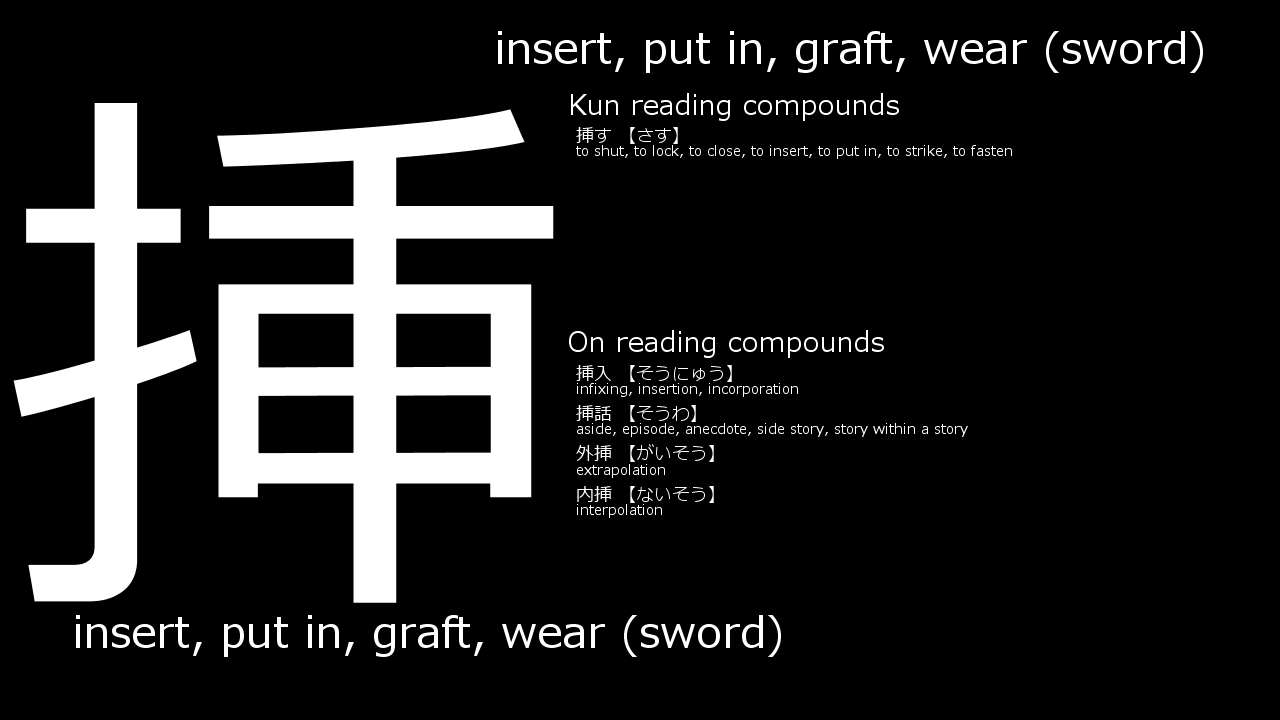 insert, put in, graft, wear (sword)
挿
Kun reading compounds
挿す 【さす】
to shut, to lock, to close, to insert, to put in, to strike, to fasten
On reading compounds
挿入 【そうにゅう】
infixing, insertion, incorporation
挿話 【そうわ】
aside, episode, anecdote, side story, story within a story
外挿 【がいそう】
extrapolation
内挿 【ないそう】
interpolation
insert, put in, graft, wear (sword)